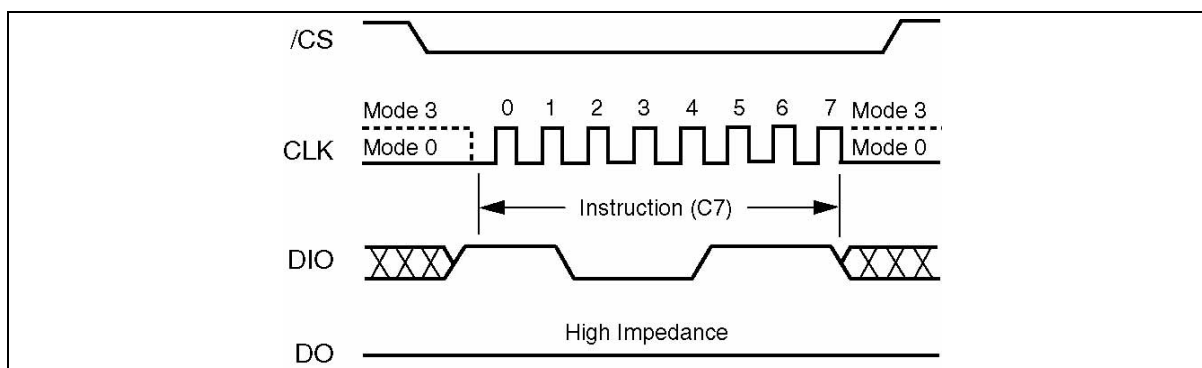 /CS
Mode 3 0 1 2 3 4 5 6 7 Mode 3
CLK Mode 0 Mode 0
Instruction (C7)
DIO
High Impedance
DO